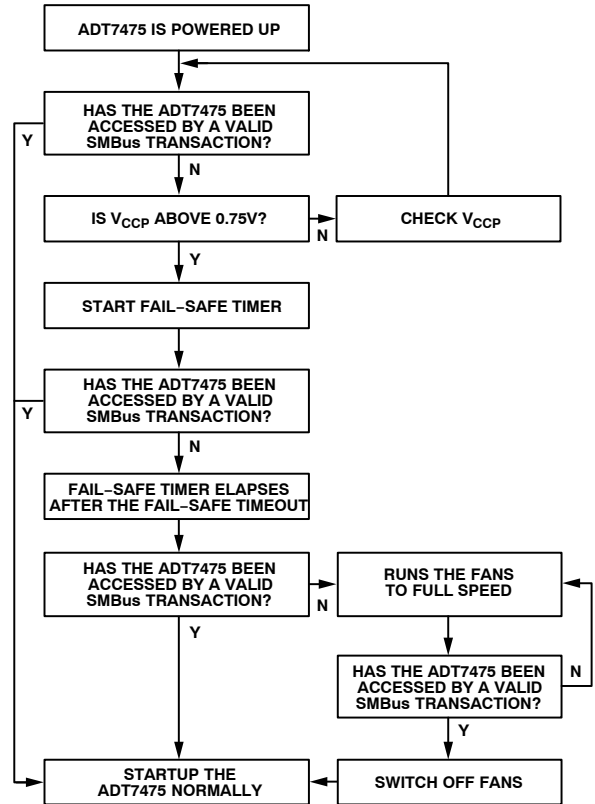 ADT7475 IS POWERED UP
HAS THE ADT7475 BEEN
ACCESSED BY A VALID
SMBus TRANSACTION?
Y
N
IS VCCP ABOVE 0.75V?
N
CHECK VCCP
Y
START FAIL−SAFE TIMER
HAS THE ADT7475 BEEN
ACCESSED BY A VALID
SMBus TRANSACTION?
Y
N
FAIL−SAFE TIMER ELAPSES
AFTER THE FAIL−SAFE TIMEOUT
HAS THE ADT7475 BEEN
ACCESSED BY A VALID
SMBus TRANSACTION?
N
Y
RUNS THE FANS
TO FULL SPEED
HAS THE ADT7475 BEEN
ACCESSED BY A VALID
SMBus TRANSACTION?
N
Y
SWITCH OFF FANS
STARTUP THE
ADT7475 NORMALLY